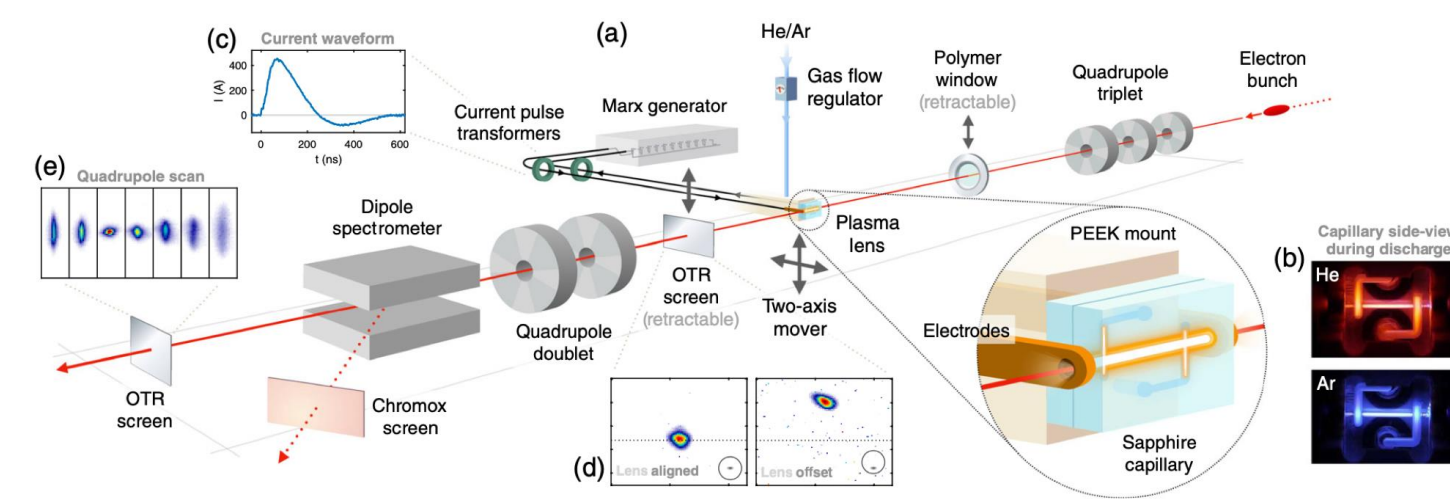 (c)
Current waveform
I (A)
400
200
0
0
200
400
600
t (ns)
(a)
He/Ar
Gas flow
regulator
Polymer
window
(retractable)
Quadrupole
triplet
Electron
bunch
Current pulse
transformers
Marx generator
(e)
Quadrupole scan
Dipole
spectrometer
Plasma
lens
OTR
screen
(retractable)
Two-axis
mover
Quadrupole
doublet
PEEK mount
Electrodes
Sapphire
capillary
Capillary side-view
during discharge
(b)
He
Ar
OTR
screen
Chromox
screen
(d)
Lens aligned
Lens offset